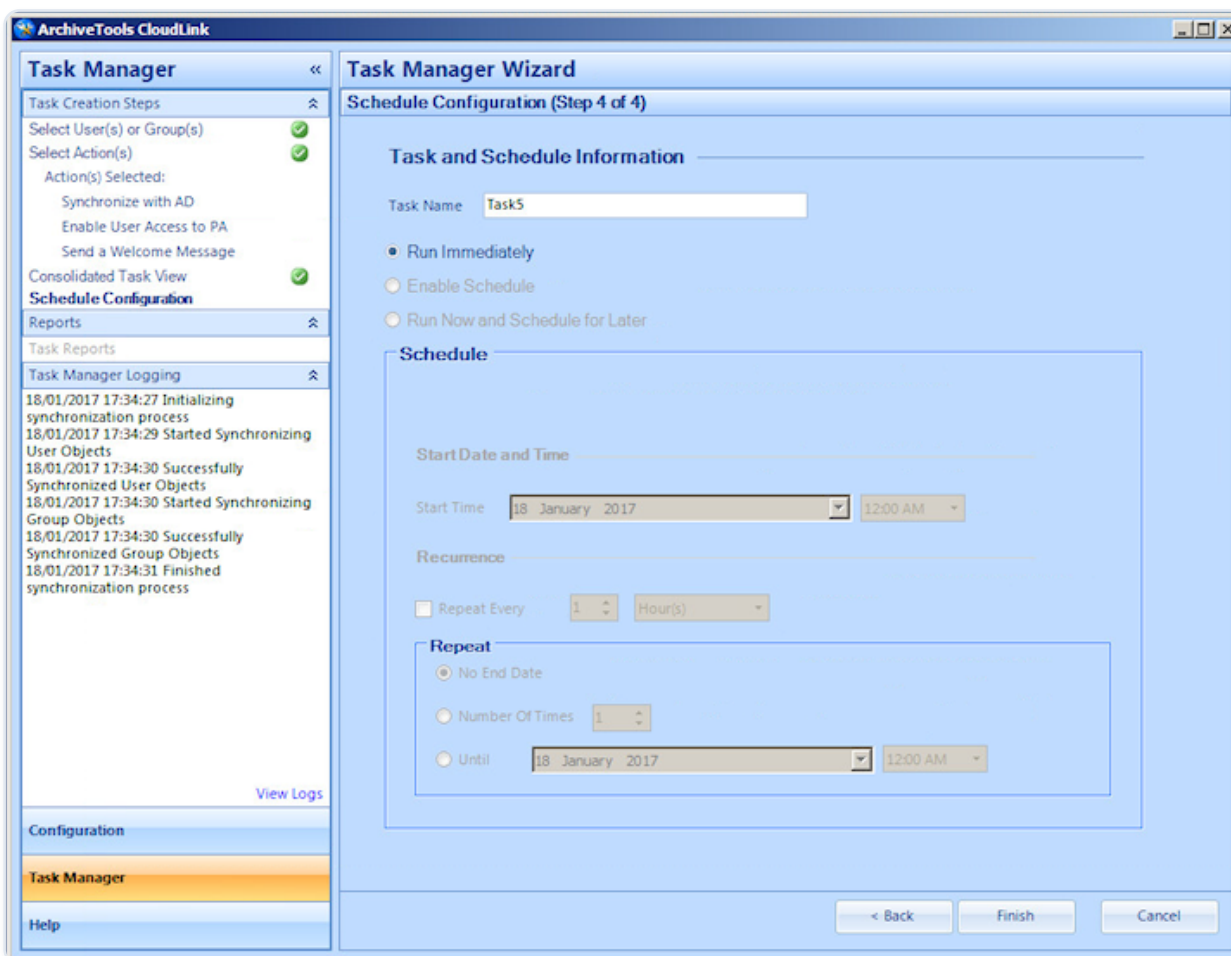 ArchiveTools CloudLink
Task Manager «
Task Creation Steps
Select User(s) or Group(s)
Select Action(s)
Action(s) Selected:
Synchronize with AD
Enable User Access to PA
Send a Welcome Message
Consolidated Task View
Schedule Configuration
Reports
Task Reports
Task Manager Logging
18/01/2017 17:34:27 Initializing
synchronization process
18/01/2017 17:34:29 Started Synchronizing
User Objects
18/01/2017 17:34:30 Successfully
Synchronized User Objects
18/01/2017 17:34:30 Started Synchronizing
Group Objects
18/01/2017 17:34:30 Successfully
Synchronized Group Objects
18/01/2017 17:34:31 Finished
synchronization process
View Logs
Configuration
Task Manager
Help
Task Manager Wizard
Schedule Configuration (Step 4 of 4)
Task and Schedule Information
Task Name Task5
Run Immediately
Enable Schedule
Run Now and Schedule for Later
Schedule
Start Date and Time
Start Time 18 January 2017 12:00 AM
Recurrence
Repeat Every 1 Hour(s)
Repeat
No End Date
Number Of Times 1
Until 18 January 2017 12:00 AM
< Back Finish Cancel